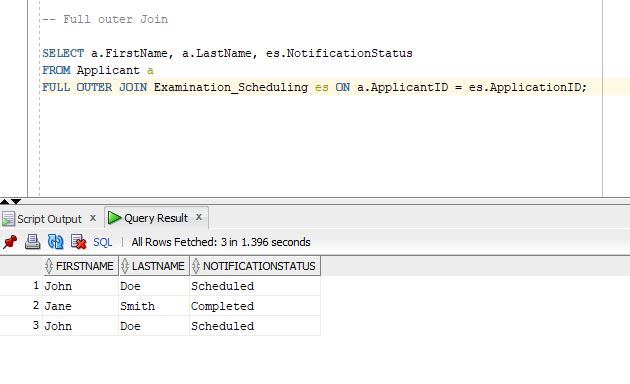 -- Full outer Join
SELECT a.FirstName, a.LastName, es.NotificationStatus
FROM Applicant a
FULL OUTER JOIN Examination_Scheduling es ON a.ApplicantID = es.ApplicationID;
Script Output x Query Result x
SQL | All Rows Fetched: 3 in 1.396 seconds
FIRSTNAME LASTNAME NOTIFICATIONSTATUS
1 John Doe Scheduled
2 Jane Smith Completed
3 John Doe Scheduled